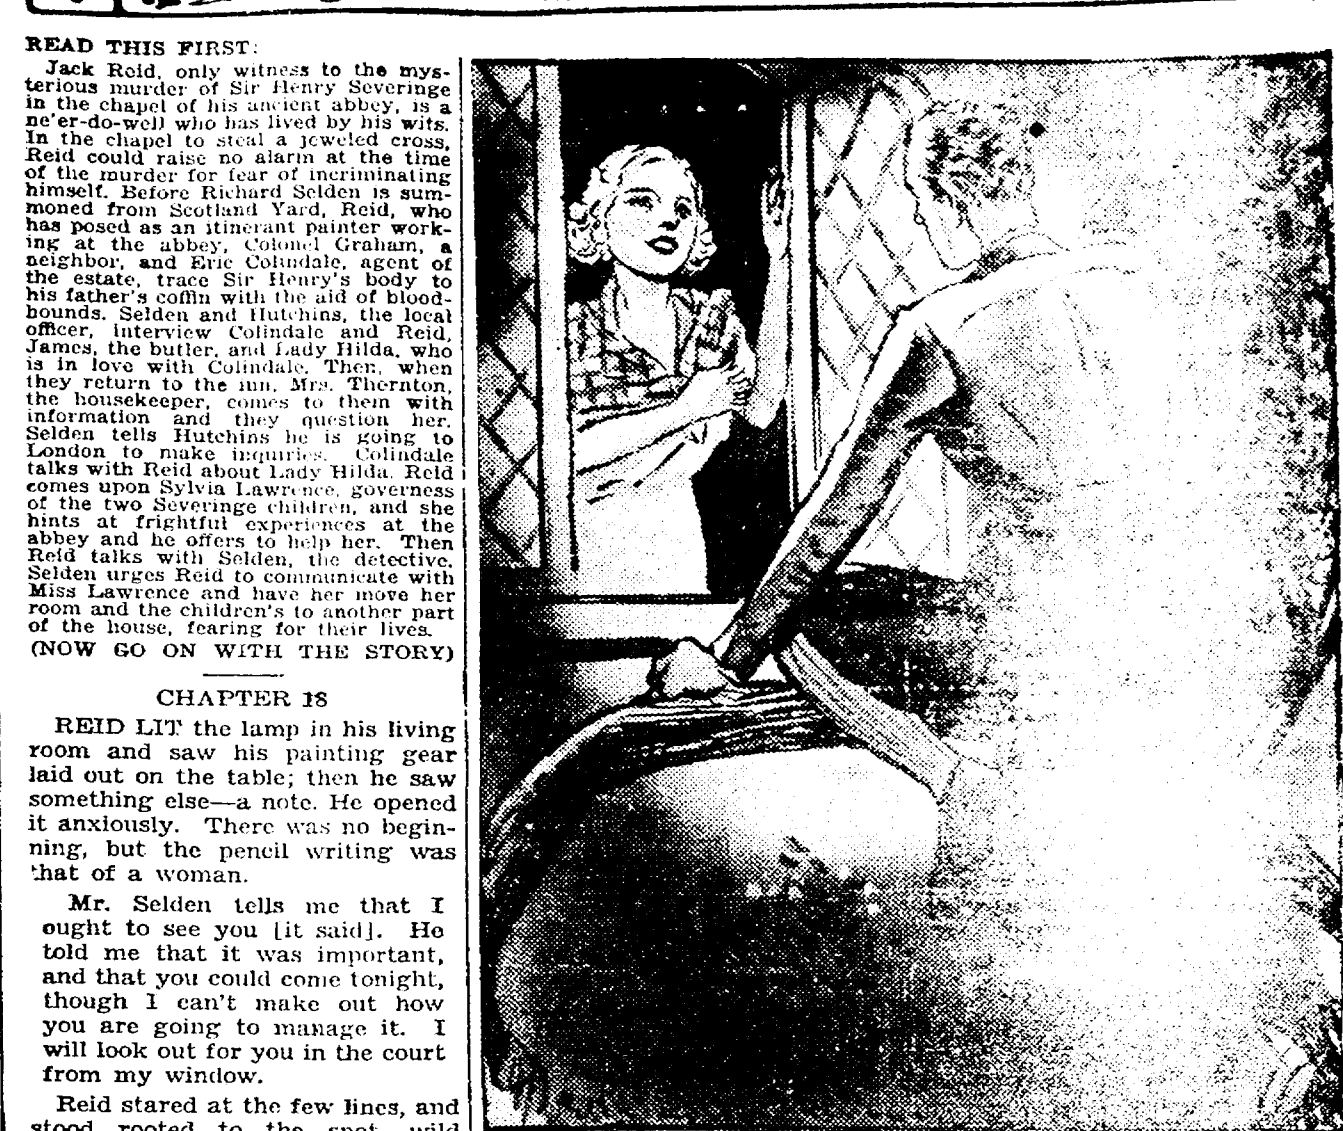 READ THIS FIRST:
Jack Reid, only witness to the mys-
terious murder of Sir Henry Severinge
in the chapel of his ancient abbey, is a
ne'er-do-well who has lived by his wits.
In the chapel to steal a jeweled cross,
Reid could raise no alarm at the time
of the murder for fear of incriminating
himself. Before Richard Selden is sum-
moned from Scotland Yard, Reid, who
has posed as an itinerant painter work-
ing at the abbey, Colonel Graham, a
neighbor, and Eric Colindale, agent of
the estate, trace Sir Henry's body to
his father's coffin with the aid of blood-
hounds. Selden and Hutchins, the local
officer, interview Colindale and Reid,
James, the butler, and Lady Hilda, who
is in love with Colindale. Then, when
they return to the inn, Mrs. Thernton,
the housekeeper, comes to them with
information and they question her.
Selden tells Hutchins he is going to
London to make inquiries. Colindale
talks with Reid about Lady Hilda. Reid
comes upon Sylvia Lawrence, governess
of the two Severinge children, and she
hints at frightful experiences at the
abbey and he offers to help her. Then
Reid talks with Selden, the detective.
Selden urges Reid to communicate with
Miss Lawrence and have her move her
room and the children's to another part
of the house, fearing for their lives.
(NOW GO ON WITH THE STORY)
CHAPTER 18
REID LIT the lamp in his living
room and saw his painting gear
laid out on the table; then he saw
something else—a note. He opened
it anxiously. There was no begin-
ning, but the pencil writing was
that of a woman.
Mr. Selden tells me that I
ought to see you [it said]. He
told me that it was important,
and that you could come tonight,
though I can't make out how
you are going to manage it. I
will look out for you in the court
from my window.
Reid stared at the few lines, and
stood rooted to the spot, wild